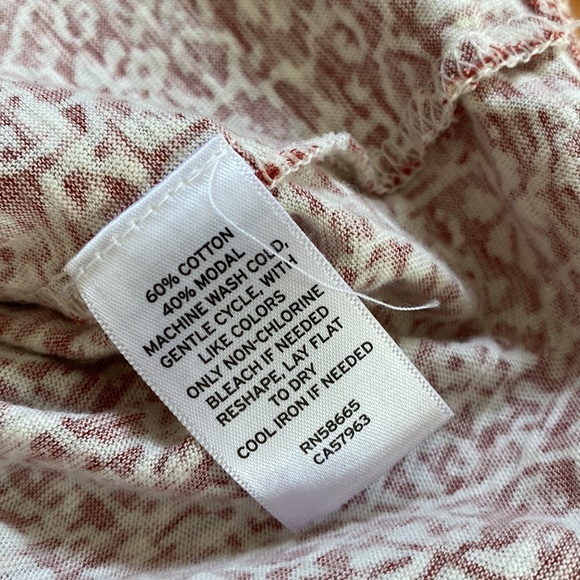 60% COTTON
40% MODAL
MACHINE WASH COLD,
GENTLE CYCLE, WITH
LIKE COLORS
ONLY NON-CHLORINE
BLEACH IF NEEDED
RESHAPE, LAY FLAT
TO DRY
COOL IRON IF NEEDED
RN58665
CA57963